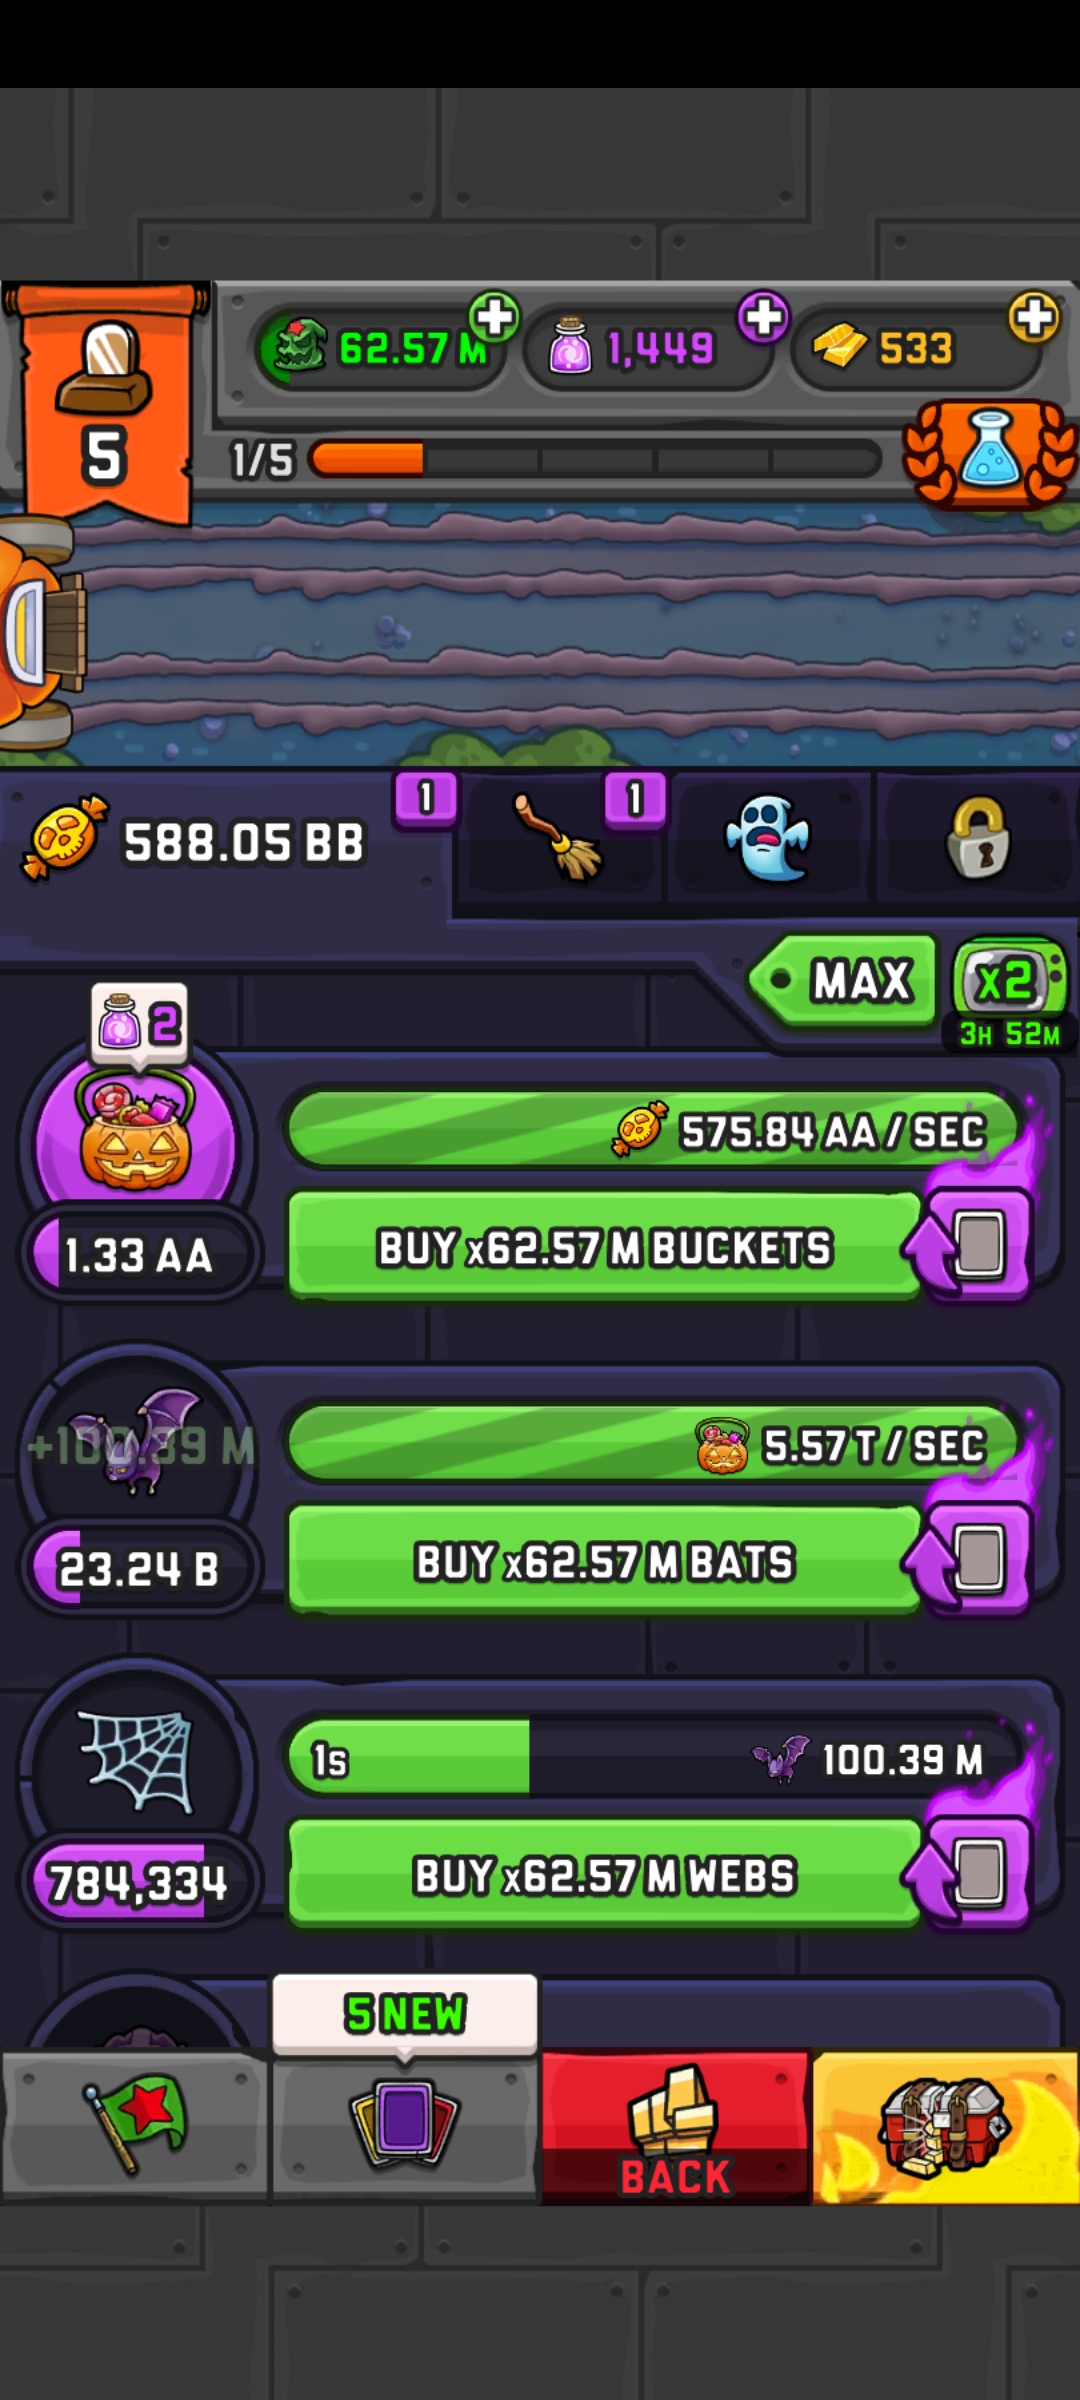 62.57 M
1,449
533
5
1/5
588.05 BB
1
1
MAX
x2
3H 52M
2
575.84 AA / SEC
1.33 AA
BUY x62.57 M BUCKETS
+100.39 M
5.57 T / SEC
23.24 B
BUY x62.57 M BATS
1s
100.39 M
784,334
BUY x62.57 M WEBS
5 NEW
BACK